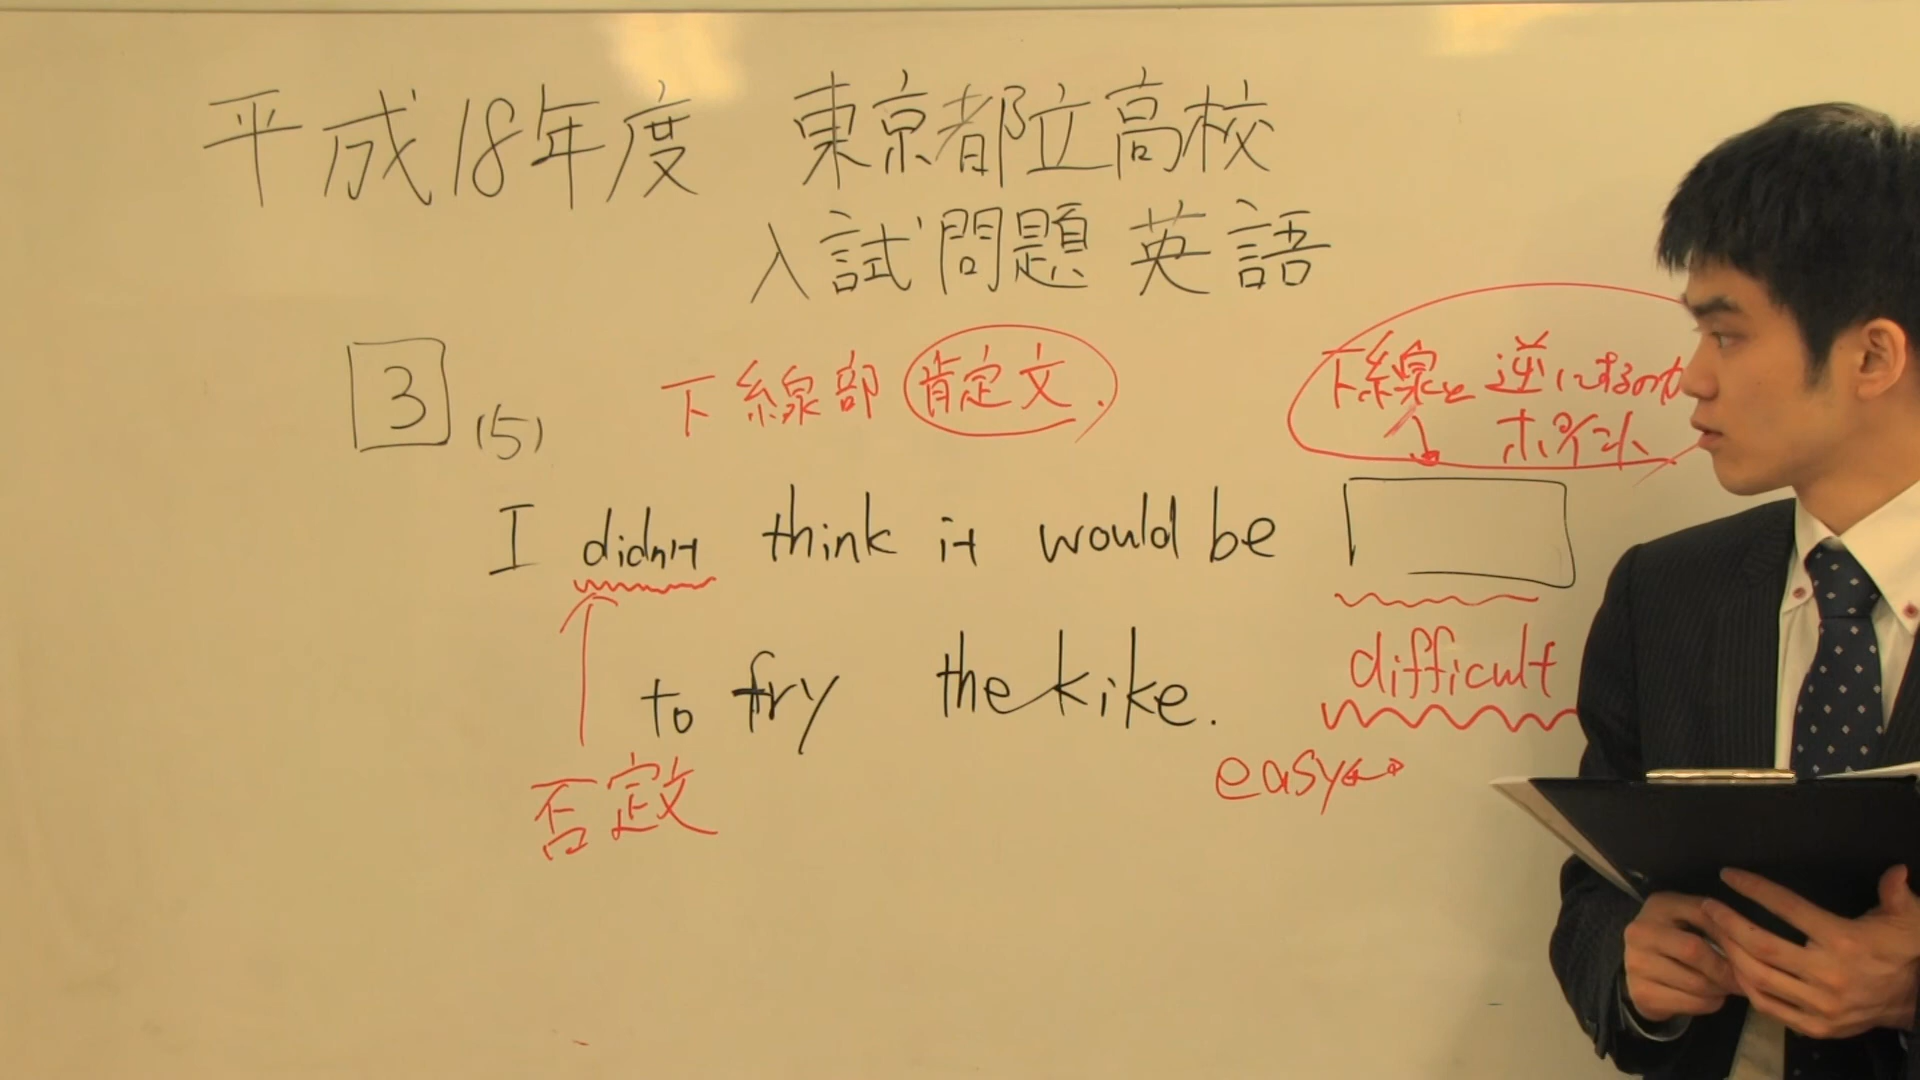 平成18年度 東京都立高校
入試問題 英語
3 (5)
下線部 肯定文.
下線と 逆にするのが
ポイント
I didn't think it would be
to fry the kike.
difficult
easy ↔
否定文